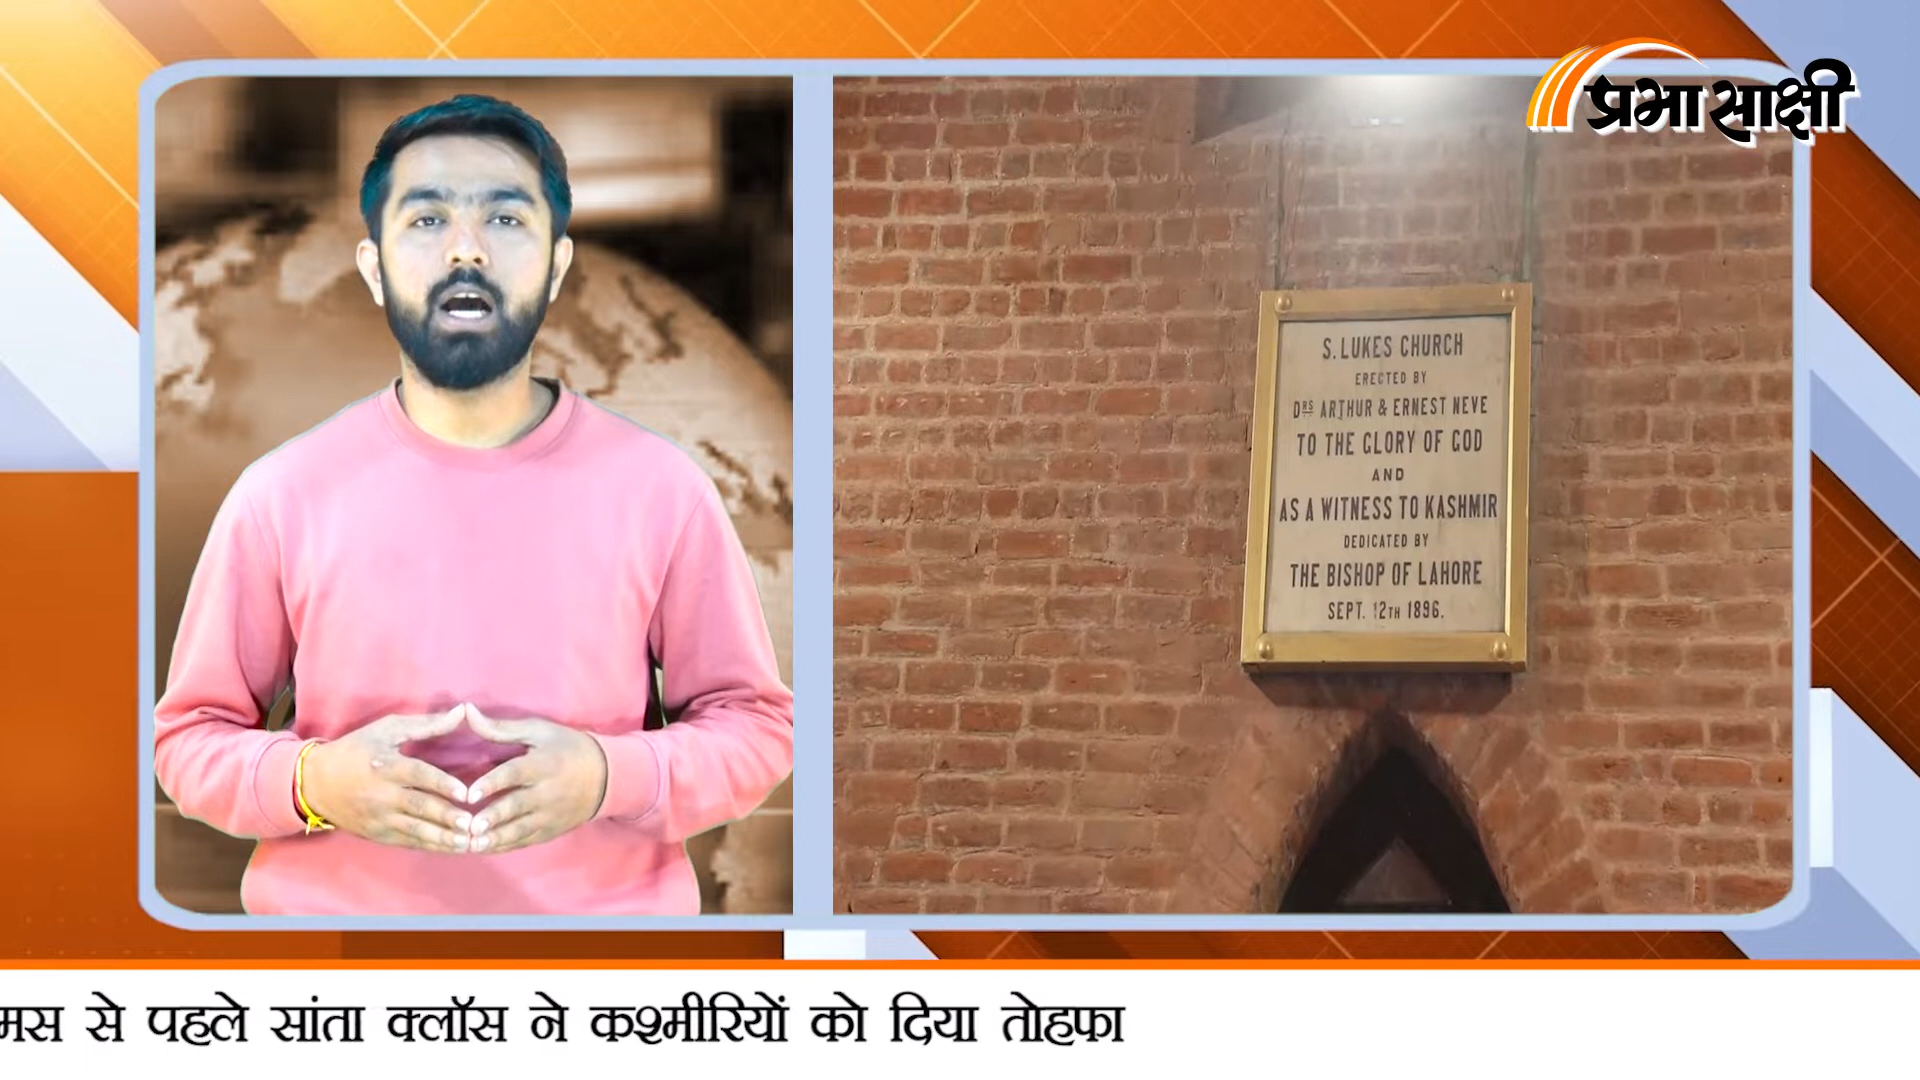 प्रभासाक्षी
S. LUKES CHURCH
ERECTED BY
DRS ARTHUR & ERNEST NEVE
TO THE GLORY OF GOD
AND
AS A WITNESS TO KASHMIR
DEDICATED BY
THE BISHOP OF LAHORE
SEPT. 12TH 1896.
मस से पहले सांता क्लॉस ने कश्मीरियों को दिया तोहफा